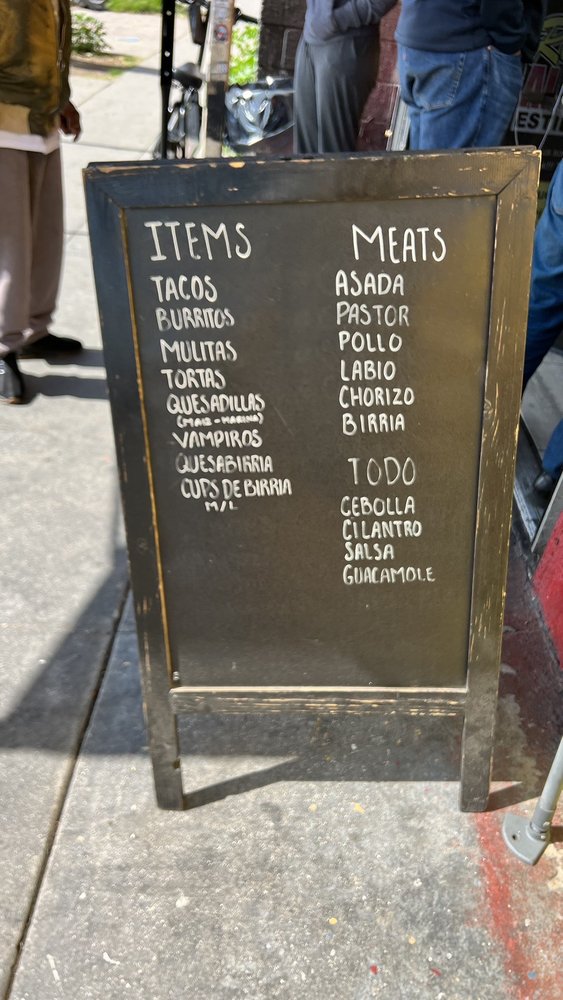 ITEMS
TACOS
BURRITOS
MULITAS
TORTAS
QUESADILLAS
(MAIZ - HARINA)
VAMPIROS
QUESABIRRIA
CUPS DE BIRRIA
M/L
MEATS
ASADA
PASTOR
POLLO
LABIO
CHORIZO
BIRRIA
TODO
CEBOLLA
CILANTRO
SALSA
GUACAMOLE
ESTI